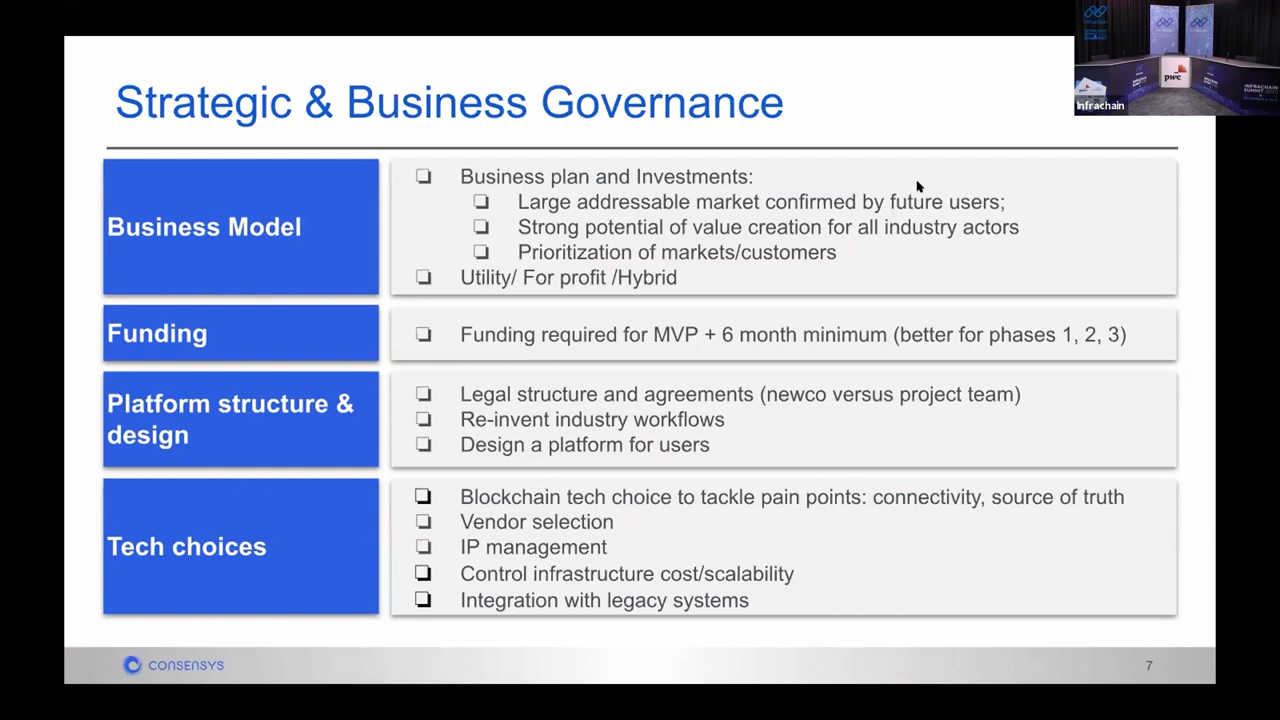 Strategic & Business Governance
Infrachain
pwc
Business Model
❏ Business plan and Investments:
❏ Large addressable market confirmed by future users;
❏ Strong potential of value creation for all industry actors
❏ Prioritization of markets/customers
❏ Utility/ For profit /Hybrid
Funding
❏ Funding required for MVP + 6 month minimum (better for phases 1, 2, 3)
Platform structure &
design
❏ Legal structure and agreements (newco versus project team)
❏ Re-invent industry workflows
❏ Design a platform for users
Tech choices
❏ Blockchain tech choice to tackle pain points: connectivity, source of truth
❏ Vendor selection
❏ IP management
❏ Control infrastructure cost/scalability
❏ Integration with legacy systems
CONSENSYS
7